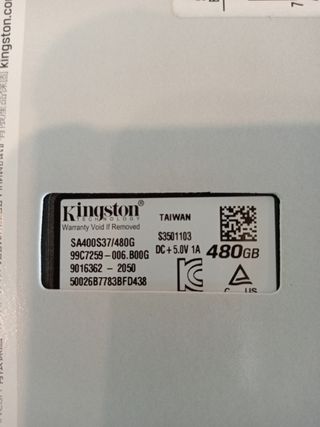 kingston.com
Kingston
TECHNOLOGY
TAIWAN
Warranty Void If Removed
SA400S37/480G
S3501103
DC+5.0V 1A
480GB
99C7259-006.B00G
9016362 - 2050
50026B7783BFD438